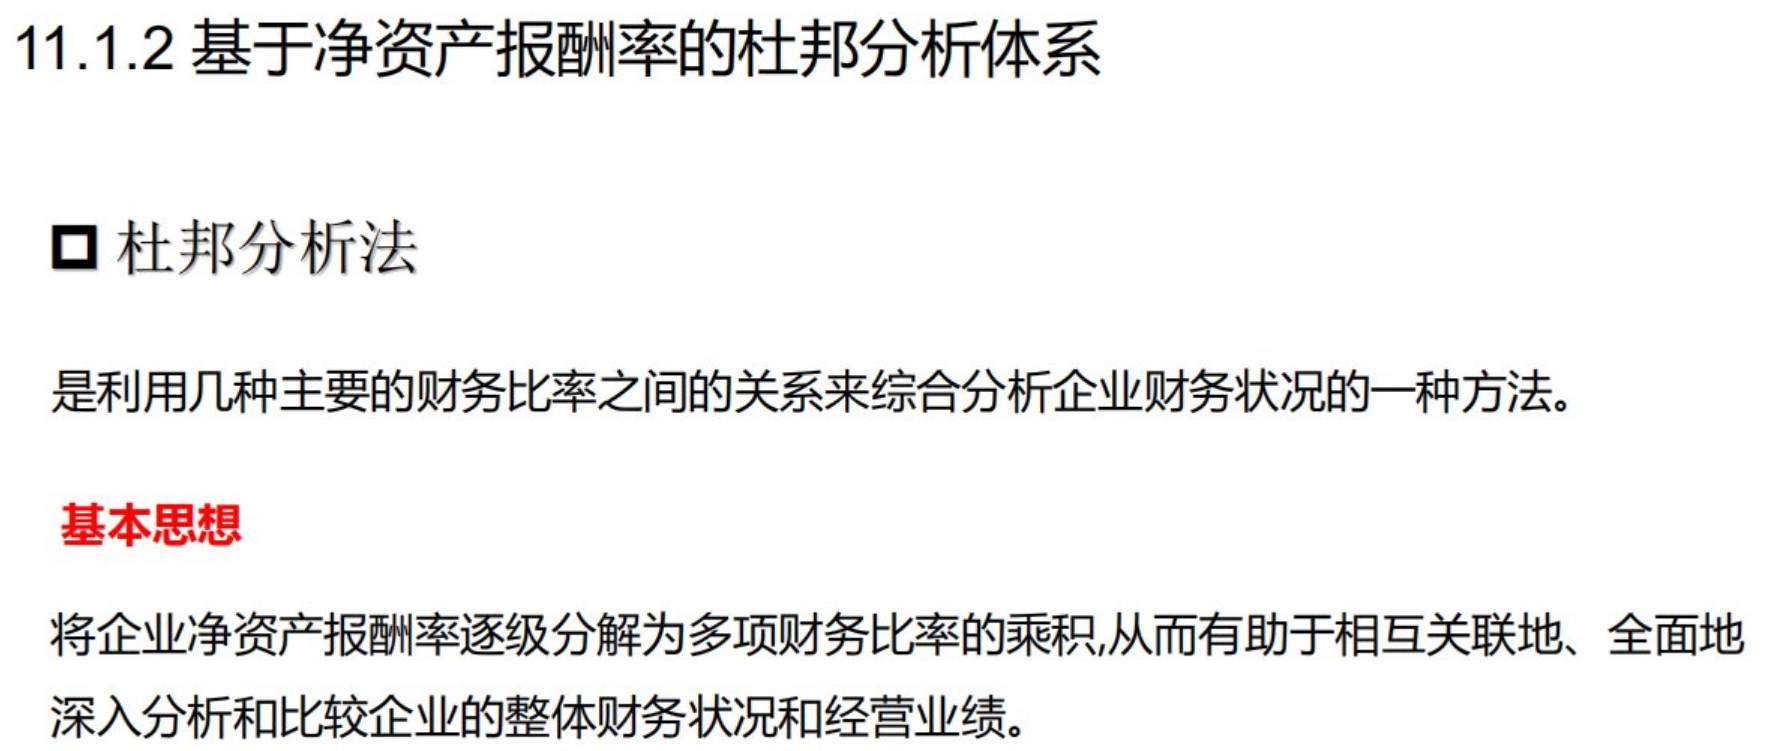 11.1.2 基于净资产报酬率的杜邦分析体系
杜邦分析法
是利用几种主要的财务比率之间的关系来综合分析企业财务状况的一种方法。
基本思想
将企业净资产报酬率逐级分解为多项财务比率的乘积,从而有助于相互关联地、全面地
深入分析和比较企业的整体财务状况和经营业绩。